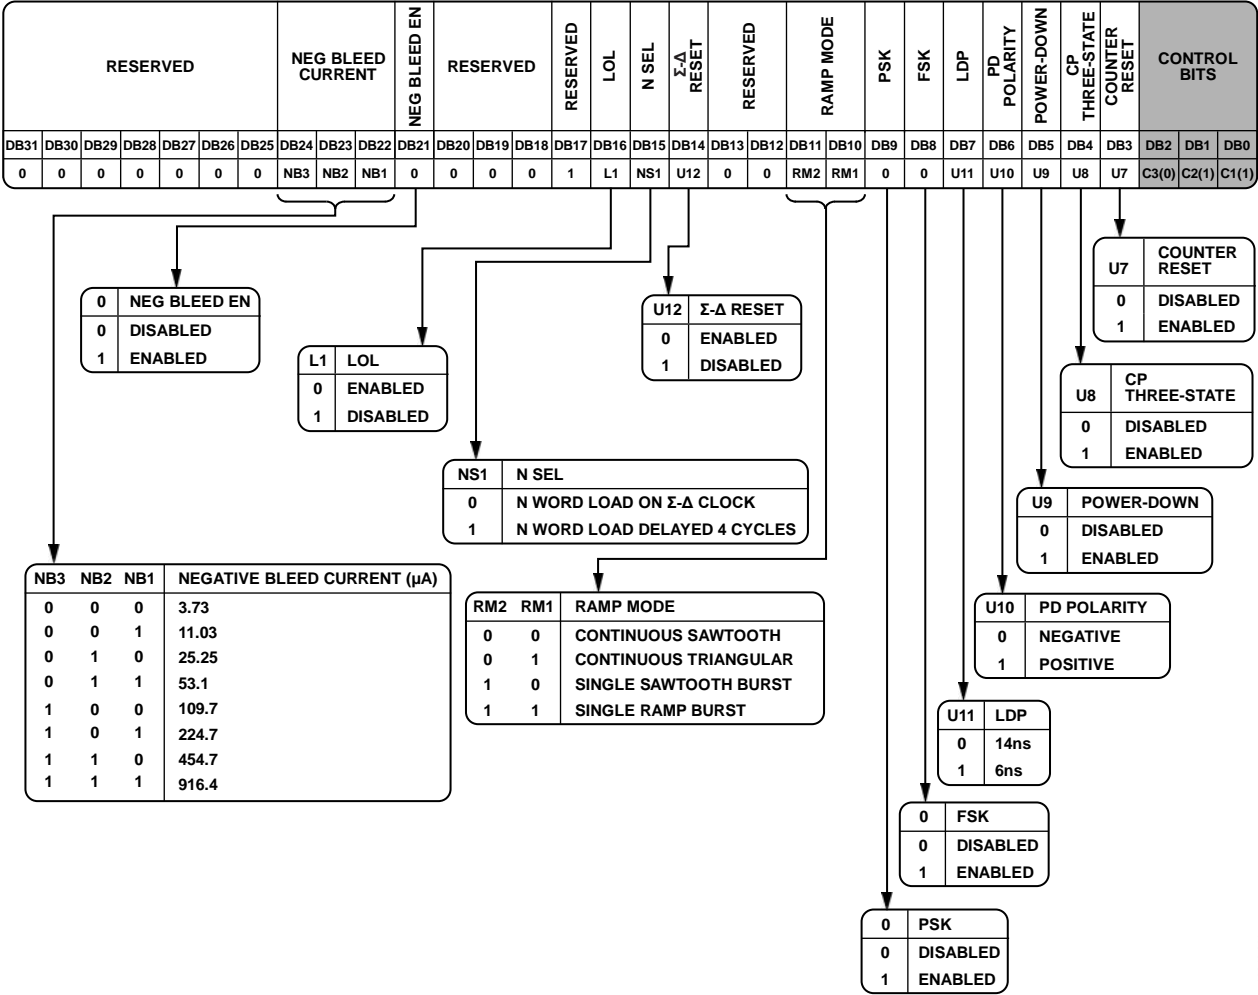 RESERVED
NEG BLEED
CURRENT
NEG BLEED EN
RESERVED
RESERVED
LOL
N SEL
Σ-Δ
RESET
RESERVED
RAMP MODE
PSK
FSK
LDP
PD
POLARITY
POWER-DOWN
CP
THREE-STATE
COUNTER
RESET
CONTROL
BITS
DB31 DB30 DB29 DB28 DB27 DB26 DB25 DB24 DB23 DB22 DB21 DB20 DB19 DB18 DB17 DB16 DB15 DB14 DB13 DB12 DB11 DB10 DB9 DB8 DB7 DB6 DB5 DB4 DB3 DB2 DB1 DB0
0 0 0 0 0 0 0 NB3 NB2 NB1 0 0 0 0 1 L1 NS1 U12 0 0 RM2 RM1 0 0 U11 U10 U9 U8 U7 C3(0) C2(1) C1(1)
U7 COUNTER
RESET
0 DISABLED
1 ENABLED
0 NEG BLEED EN
0 DISABLED
1 ENABLED
U12 Σ-Δ RESET
0 ENABLED
1 DISABLED
L1 LOL
0 ENABLED
1 DISABLED
U8 CP
THREE-STATE
0 DISABLED
1 ENABLED
NS1 N SEL
0 N WORD LOAD ON Σ-Δ CLOCK
1 N WORD LOAD DELAYED 4 CYCLES
U9 POWER-DOWN
0 DISABLED
1 ENABLED
NB3 NB2 NB1 NEGATIVE BLEED CURRENT (µA)
0 0 0 3.73
0 0 1 11.03
0 1 0 25.25
0 1 1 53.1
1 0 0 109.7
1 0 1 224.7
1 1 0 454.7
1 1 1 916.4
RM2 RM1 RAMP MODE
0 0 CONTINUOUS SAWTOOTH
0 1 CONTINUOUS TRIANGULAR
1 0 SINGLE SAWTOOTH BURST
1 1 SINGLE RAMP BURST
U10 PD POLARITY
0 NEGATIVE
1 POSITIVE
U11 LDP
0 14ns
1 6ns
0 FSK
0 DISABLED
1 ENABLED
0 PSK
0 DISABLED
1 ENABLED